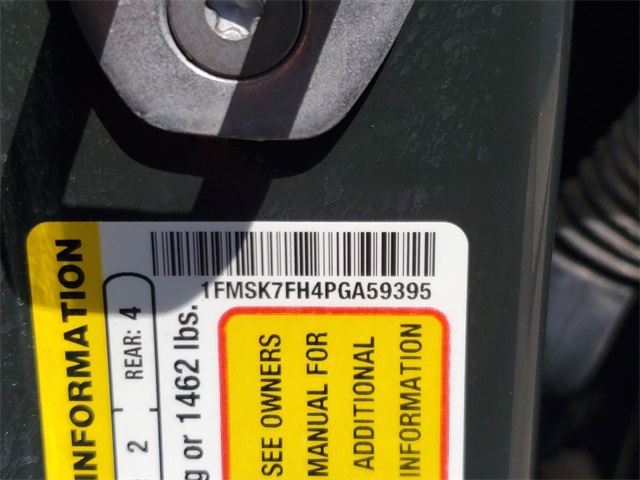 1FMSK7FH4PGA59395
INFORMATION
REAR: 4
2
g or 1462 lbs.
SEE OWNERS
MANUAL FOR
ADDITIONAL
INFORMATION